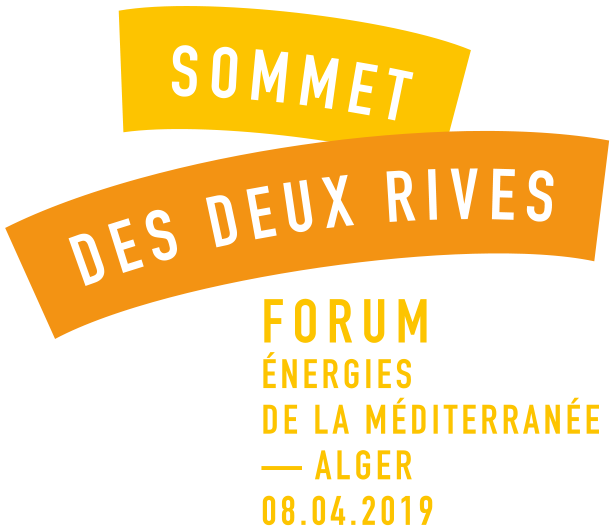 SOMMET
DES DEUX RIVES
FORUM
ÉNERGIES
DE LA MÉDITERRANÉE
— ALGER
08.04.2019